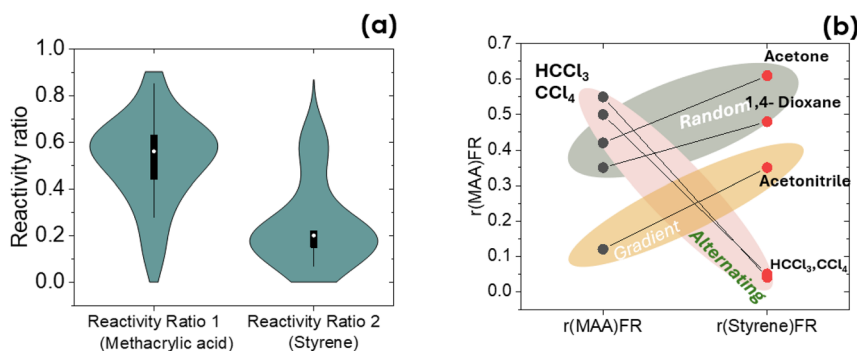 (a)
Reactivity ratio
1.0
0.8
0.6
0.4
0.2
0.0
Reactivity Ratio 1
(Methacrylic acid)
Reactivity Ratio 2
(Styrene)
(b)
r(MAA)FR
0.7
0.6
0.5
0.4
0.3
0.2
0.1
0.0
HCCl₃
CCl₄
Acetone
Random
1,4- Dioxane
Acetonitrile
Gradient
Alternating
HCCl₃,CCl₄
r(MAA)FR
r(Styrene)FR